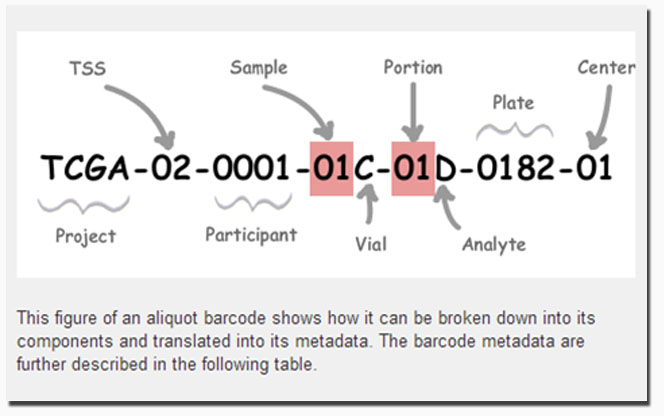 TSS
Sample
Portion
Center
Plate
TCGA-02-0001-01C-01D-0182-01
Project
Participant
Vial
Analyte
This figure of an aliquot barcode shows how it can be broken down into its
components and translated into its metadata. The barcode metadata are
further described in the following table.